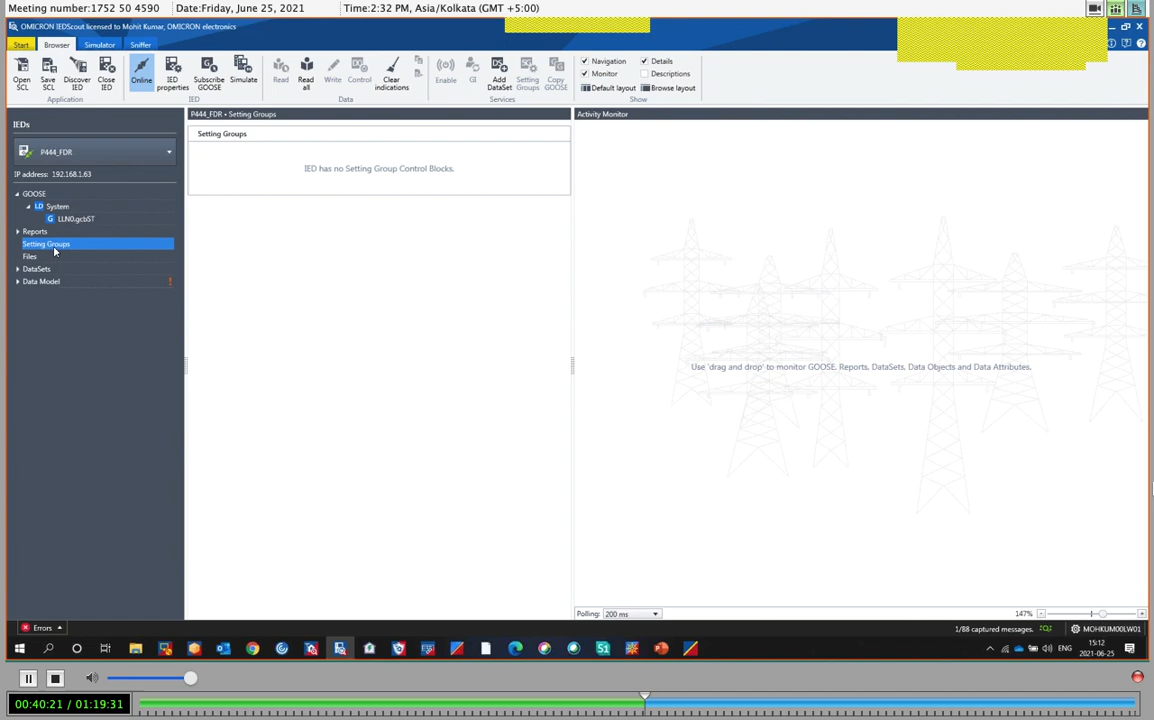 Meeting number:1752 50 4590 Date:Friday, June 25, 2021 Time:2:32 PM, Asia/Kolkata (GMT +5:00)
OMICRON IEDScout licensed to Mohit Kumar, OMICRON electronics
Start Browser Simulator Sniffer
Open SCL Save SCL Discover IED Close IED Online IED properties Subscribe GOOSE Simulate Read Read all Write Control Clear indications Enable GI Add DataSet Setting Groups Copy GOOSE
Navigation Details
Monitor Descriptions
Default layout Browse layout
Application IED Data Services Show
IEDs
P444_FDR • Setting Groups
Activity Monitor
Setting Groups
P444_FDR
IP address: 192.168.1.63
IED has no Setting Group Control Blocks.
GOOSE
LD System
G LLN0.gcbST
Reports
Setting Groups
Files
DataSets
Data Model !
Use 'drag and drop' to monitor GOOSE, Reports, DataSets, Data Objects and Data Attributes.
Polling: 200 ms 147%
Errors
1/88 captured messages. MOHKUM00LW01
ENG 15:12
2021-06-25
00:40:21 / 01:19:31